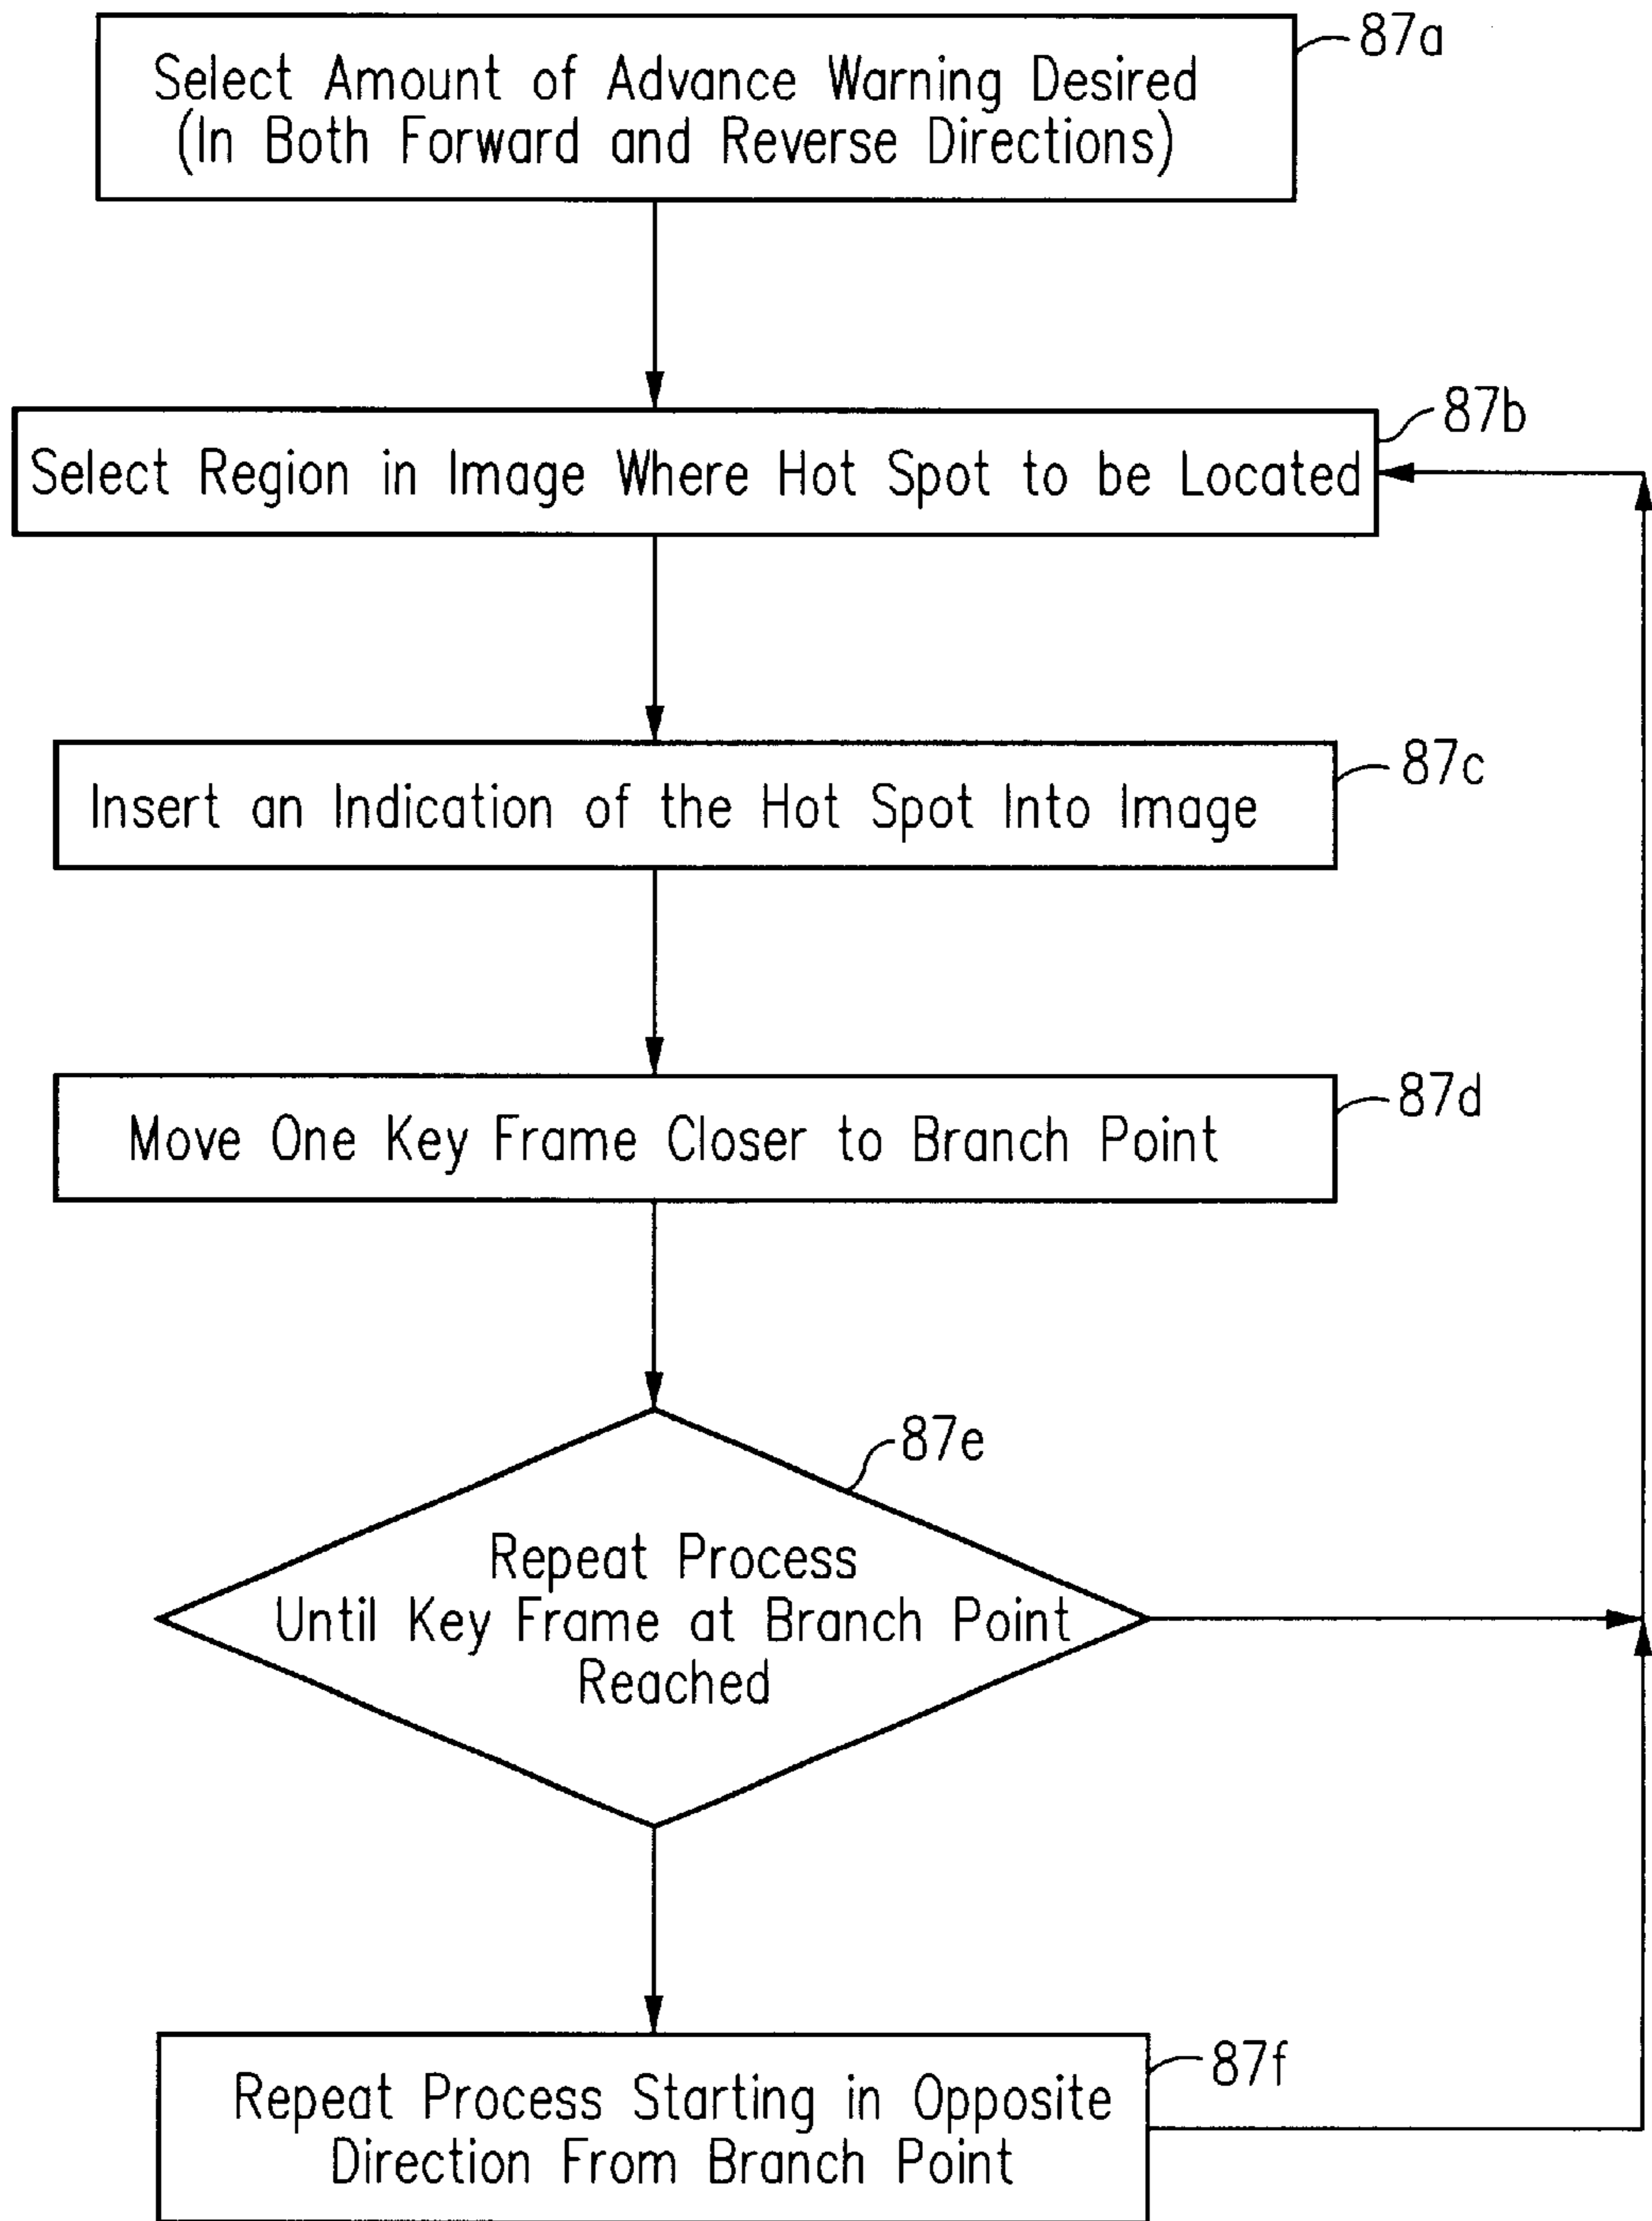 87a
Select Amount of Advance Warning Desired
(In Both Forward and Reverse Directions)
87b
Select Region in Image Where Hot Spot to be Located
87c
Insert an Indication of the Hot Spot Into Image
87d
Move One Key Frame Closer to Branch Point
87e
Repeat Process
Until Key Frame at Branch Point
Reached
87f
Repeat Process Starting in Opposite
Direction From Branch Point